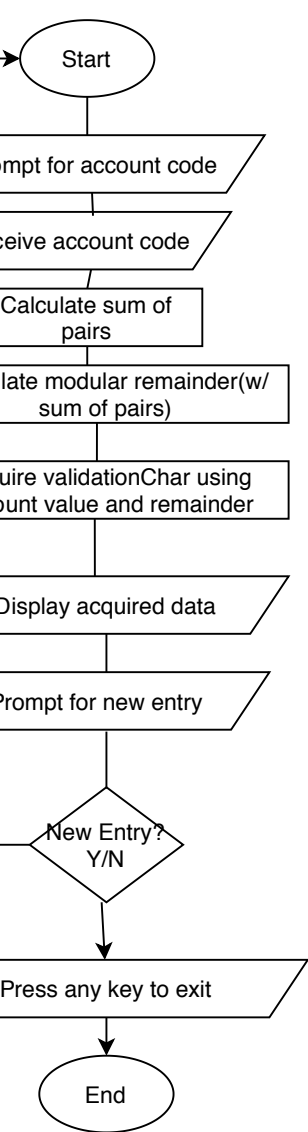 Start
ompt for account code
ceive account code
Calculate sum of
pairs
late modular remainder(w/
sum of pairs)
uire validationChar using
ount value and remainder
Display acquired data
Prompt for new entry
New Entry?
Y/N
Press any key to exit
End